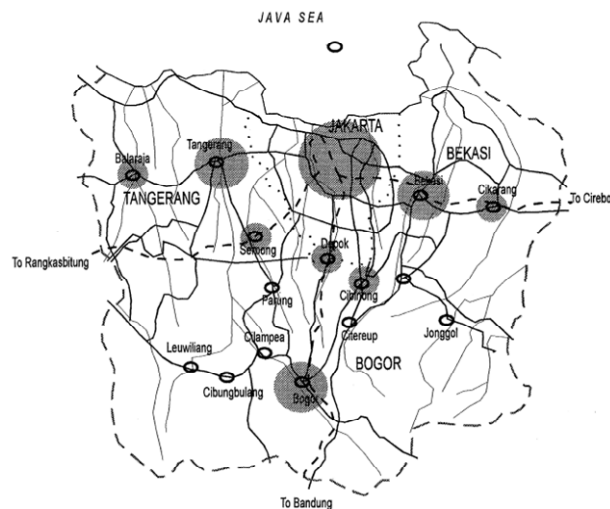 JAVA SEA
JAKARTA
Tangerang
BEKASI
Balaraja
Bekasi
Cikarang
TANGERANG
To Cirebo
Serpong
Depok
To Rangkasbitung
Cibinong
Parung
Citereup
Jonggol
Cilampea
Leuwiliang
BOGOR
Cibungbulang
Bogor
To Bandung